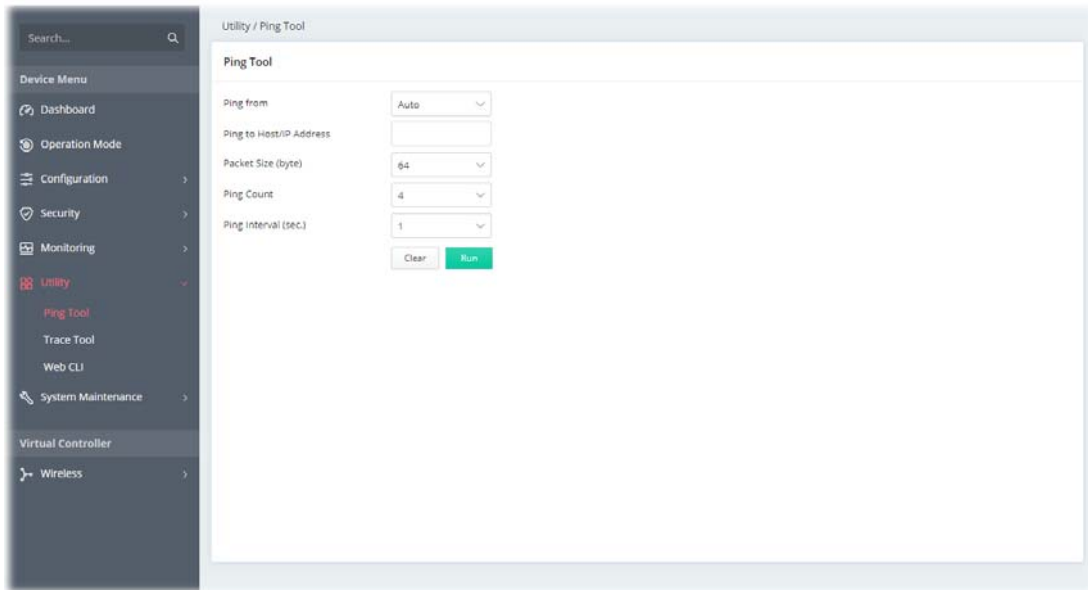 Search...
Device Menu
Dashboard
Operation Mode
Configuration
Security
Monitoring
Utility
Ping Tool
Trace Tool
Web CLI
System Maintenance
Virtual Controller
Wireless
Utility / Ping Tool
Ping Tool
Ping from Auto
Ping to Host/IP Address
Packet Size (byte) 64
Ping Count 4
Ping Interval (sec.) 1
Clear Run